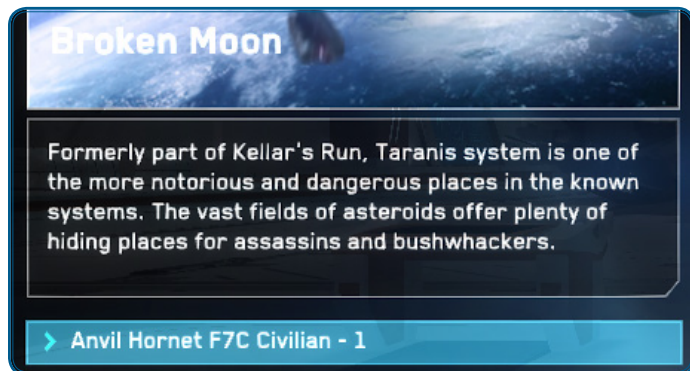 Broken Moon
Formerly part of Kellar's Run, Taranis system is one of
the more notorious and dangerous places in the known
systems. The vast fields of asteroids offer plenty of
hiding places for assassins and bushwhackers.
Anvil Hornet F7C Civilian - 1